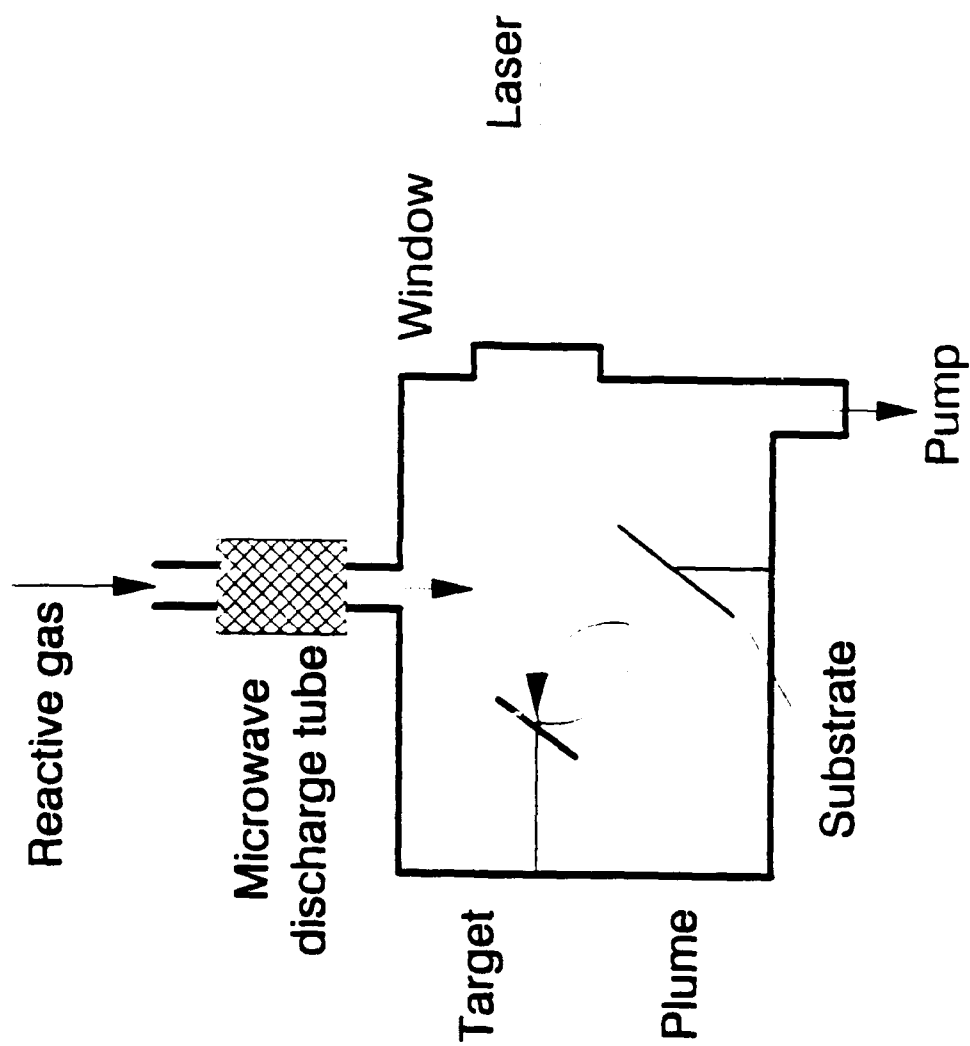 Reactive gas
Microwave
discharge tube
Window
Laser
Target
Plume
Substrate
Pump